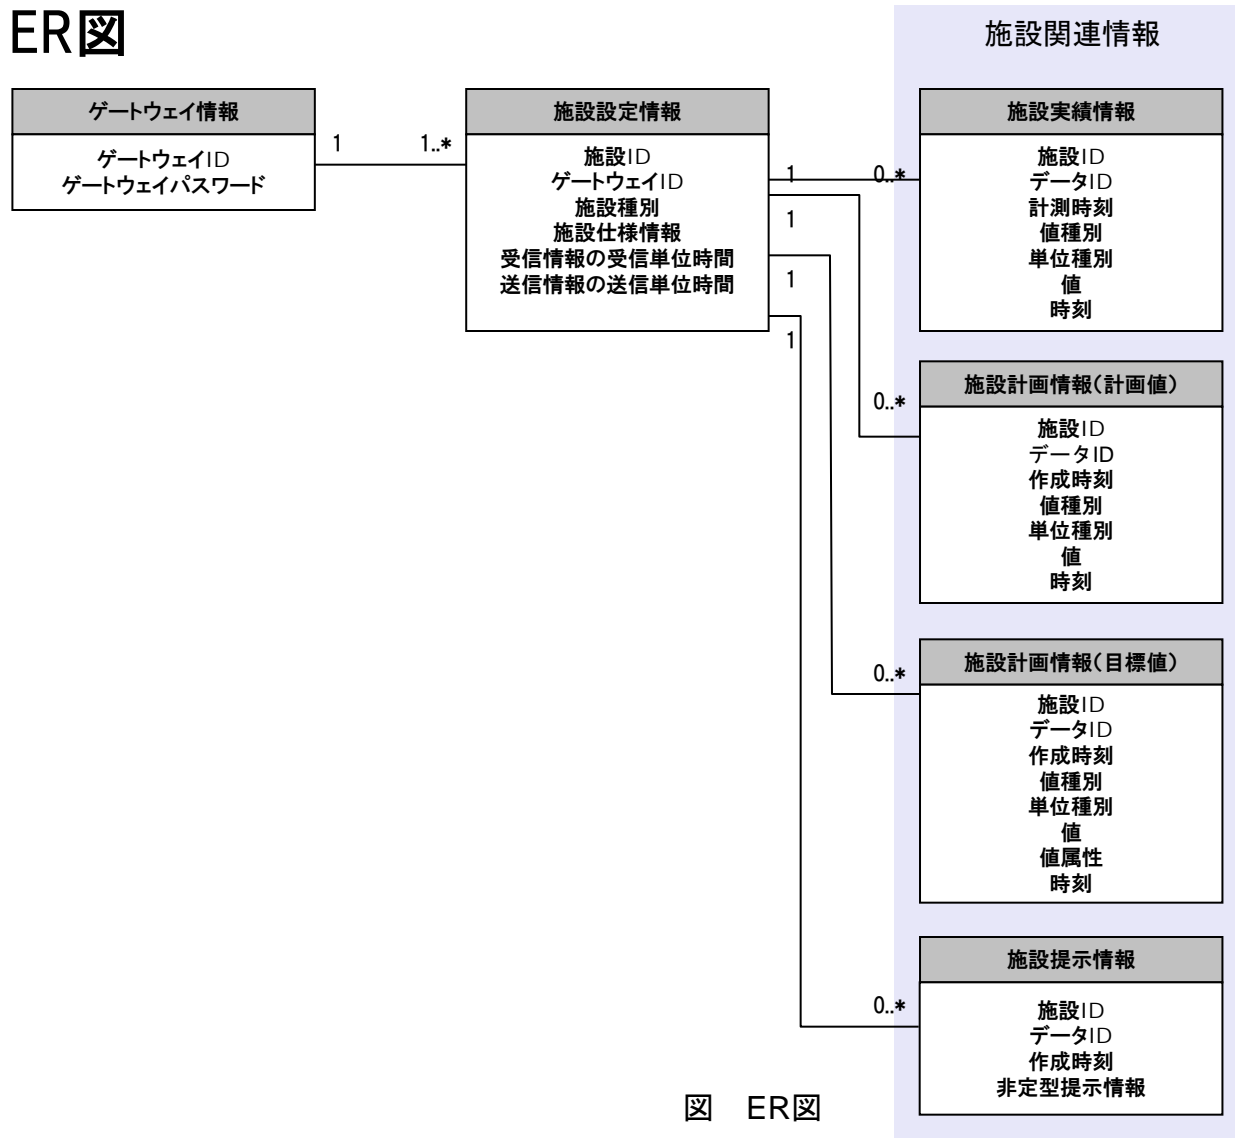 ER図
施設関連情報
ゲートウェイ情報
ゲートウェイID
ゲートウェイパスワード
1
1..*
施設設定情報
施設ID
ゲートウェイID
施設種別
施設仕様情報
受信情報の受信単位時間
送信情報の送信単位時間
1
0..*
1
1
1
施設実績情報
施設ID
データID
計測時刻
値種別
単位種別
値
時刻
0..*
施設計画情報(計画値)
施設ID
データID
作成時刻
値種別
単位種別
値
時刻
0..*
施設計画情報(目標値)
施設ID
データID
作成時刻
値種別
単位種別
値
値属性
時刻
0..*
施設提示情報
施設ID
データID
作成時刻
非定型提示情報
図　ER図